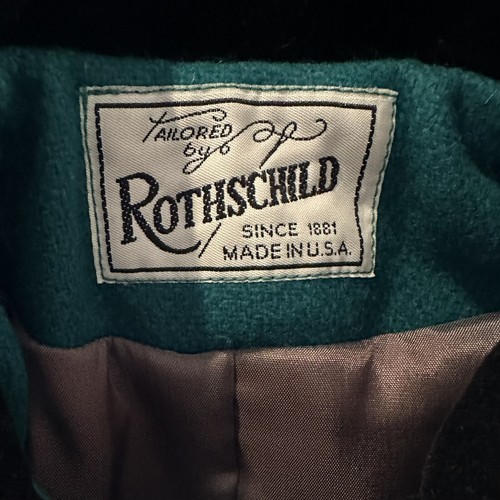 TAILORED
by
ROTHSCHILD
SINCE 1881
MADE IN U.S.A.